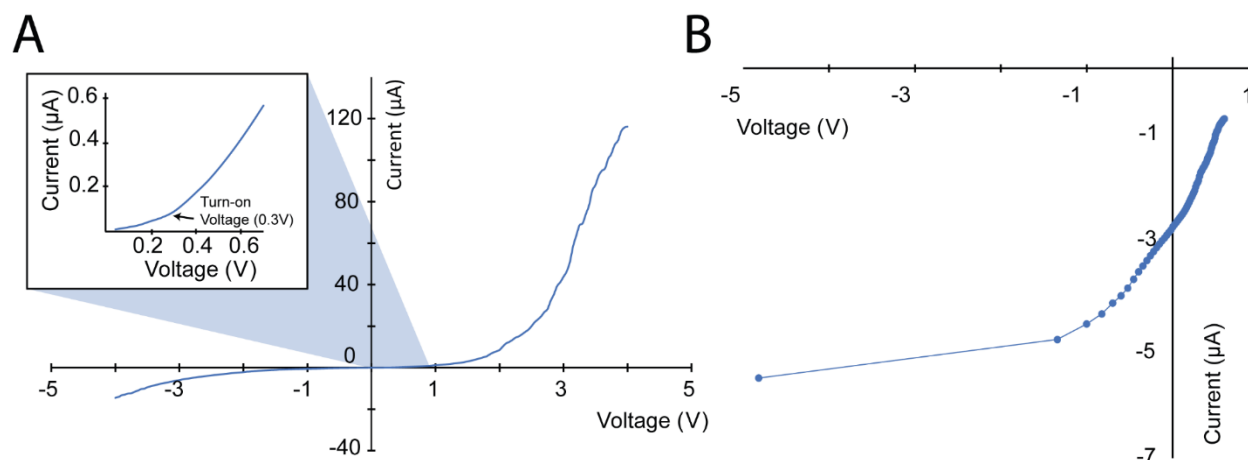 A
B
Current (µA)
0.6
0.4
0.2
Turn-on
Voltage (0.3V)
0.2
0.4
0.6
Voltage (V)
Current (µA)
120
80
40
0
-40
-5
-3
-1
1
3
5
Voltage (V)
-5
-3
-1
1
Voltage (V)
-1
-3
-5
-7
Current (µA)